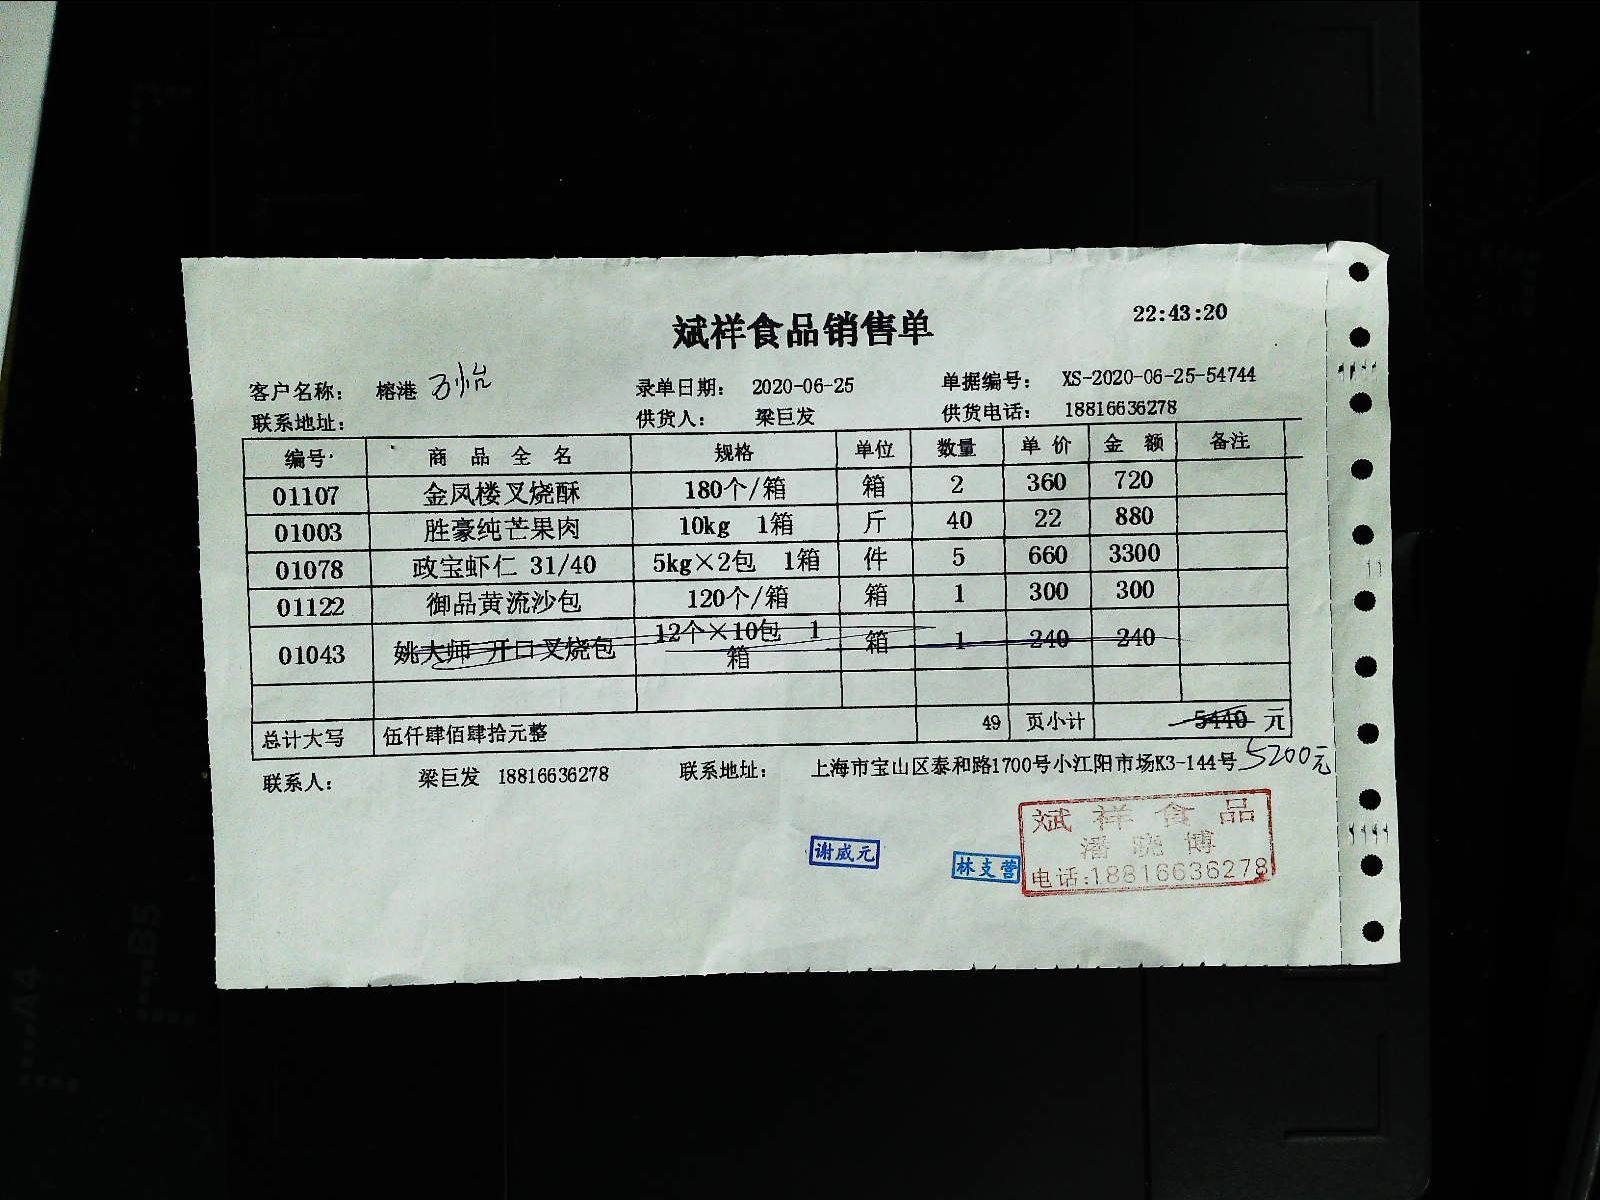 22:43:20
斌祥食品销售单
客户名称： 榕港 万怡 录单日期： 2020-06-25 单据编号： XS-2020-06-25-54744
联系地址： 供货人： 梁巨发 供货电话： 18816636278
编号 商品全名 规格 单位 数量 单价 金额 备注
01107 金凤楼叉烧酥 180个/箱 箱 2 360 720
01003 胜豪纯芒果肉 10kg 1箱 斤 40 22 880
01078 政宝虾仁 31/40 5kg×2包 1箱 件 5 660 3300
01122 御品黄流沙包 120个/箱 箱 1 300 300
01043 姚大师 开口叉烧包 12个×10包 1箱 箱 1 240 240
总计大写 伍仟肆佰肆拾元整 49 页小计 5440 元
5200元
联系人： 梁巨发 18816636278 联系地址： 上海市宝山区泰和路1700号小江阳市场K3-144号
谢威元
林支营
斌祥食品
潘晓博
电话:18816636278
B5
A4